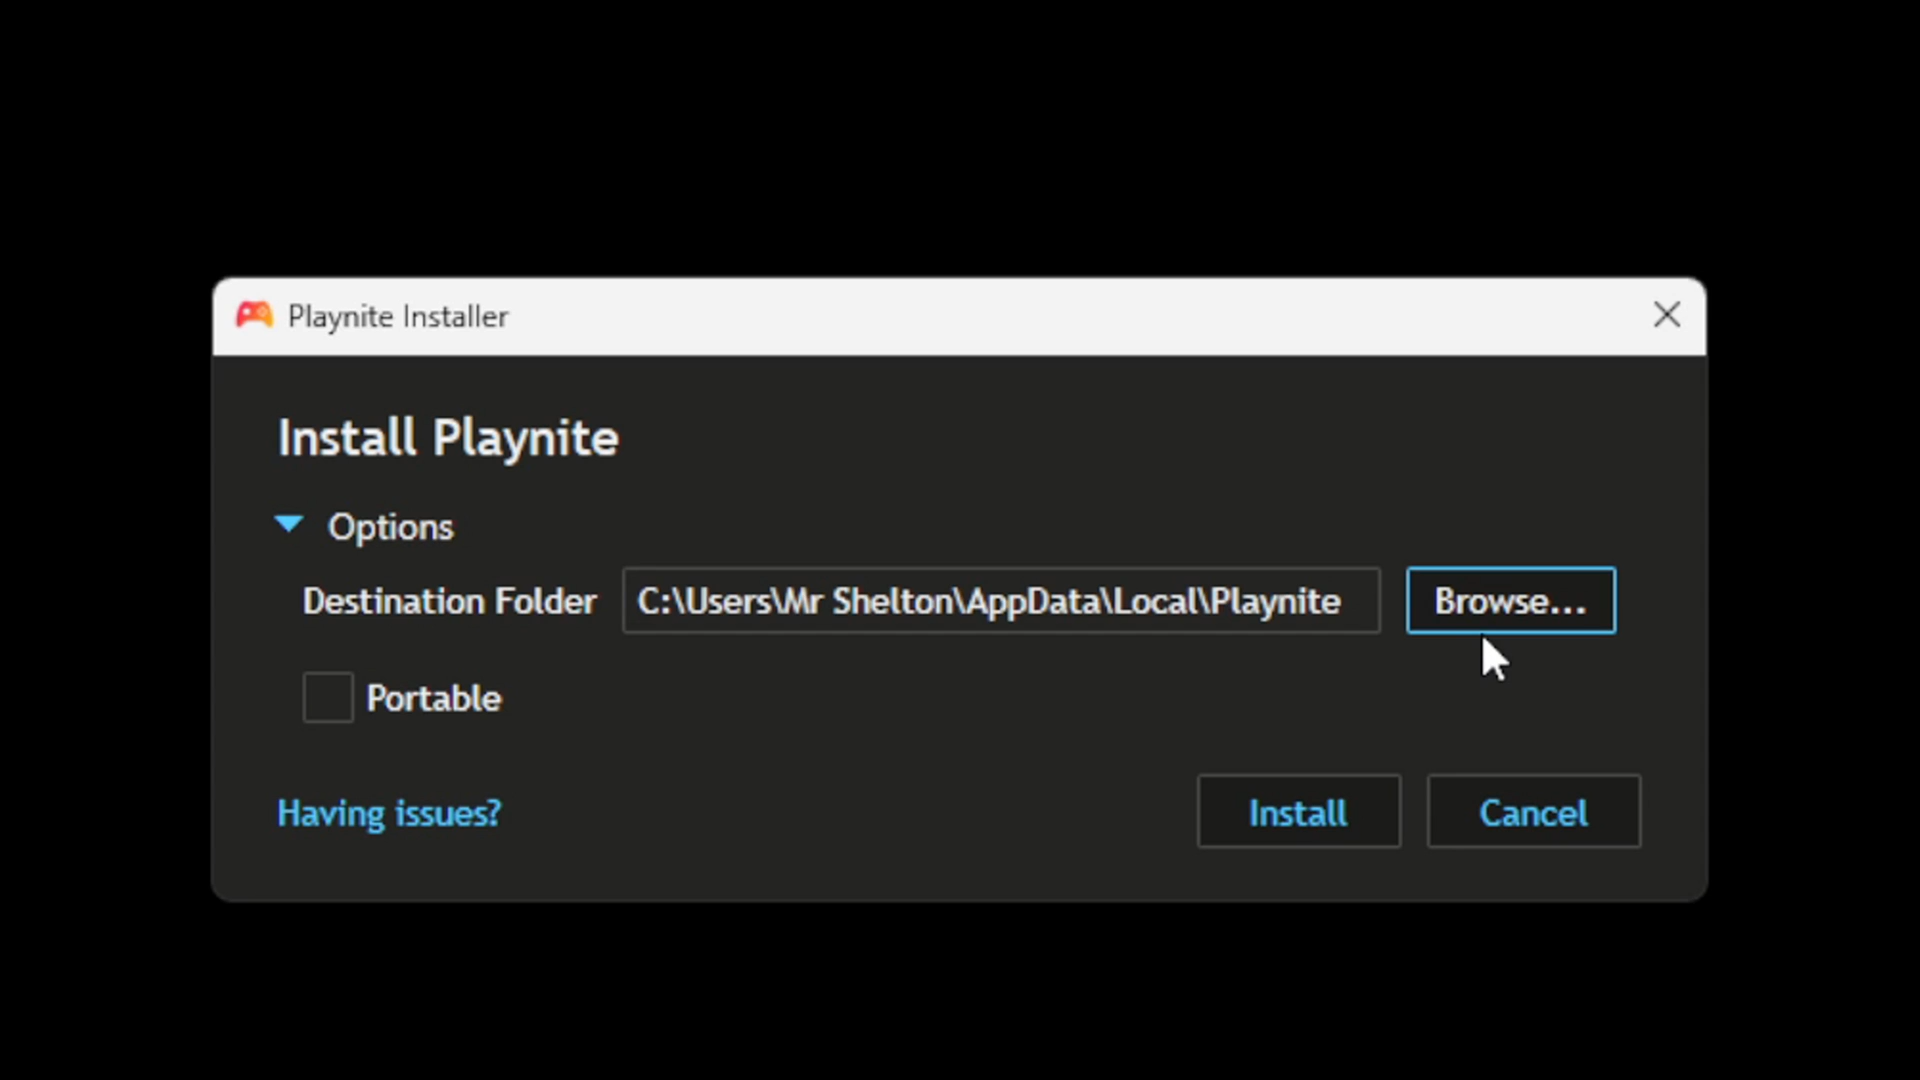 Playnite Installer
Install Playnite
Options
Destination Folder C:\Users\Mr Shelton\AppData\Local\Playnite Browse...
Portable
Having issues? Install Cancel